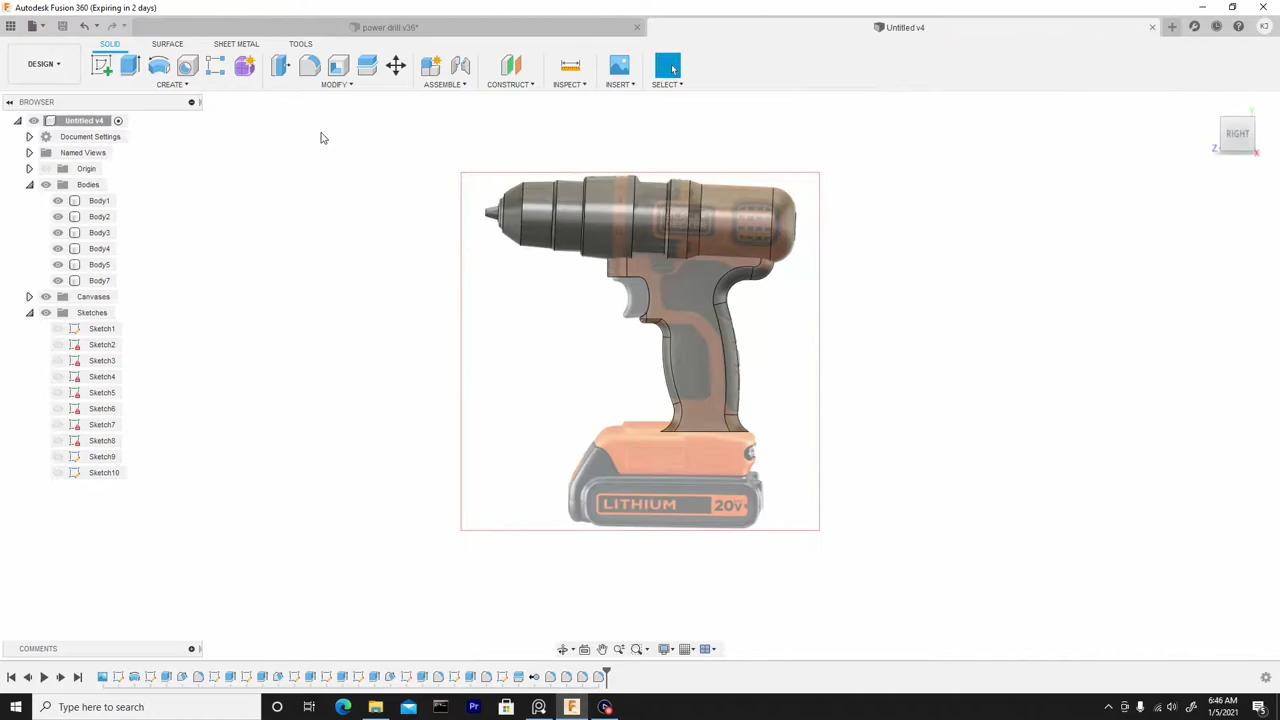 Autodesk Fusion 360 (Expiring in 2 days)
power drill v36*
Untitled v4
KJ
SOLID
SURFACE
SHEET METAL
TOOLS
DESIGN
CREATE
MODIFY
ASSEMBLE
CONSTRUCT
INSPECT
INSERT
SELECT
BROWSER
Untitled v4
Document Settings
Named Views
Origin
Bodies
Body1
Body2
Body3
Body4
Body5
Body7
Canvases
Sketches
Sketch1
Sketch2
Sketch3
Sketch4
Sketch5
Sketch6
Sketch7
Sketch8
Sketch9
Sketch10
Y
RIGHT
Z
X
LITHIUM 20V
COMMENTS
Type here to search
Pr
6:46 AM
1/5/2021